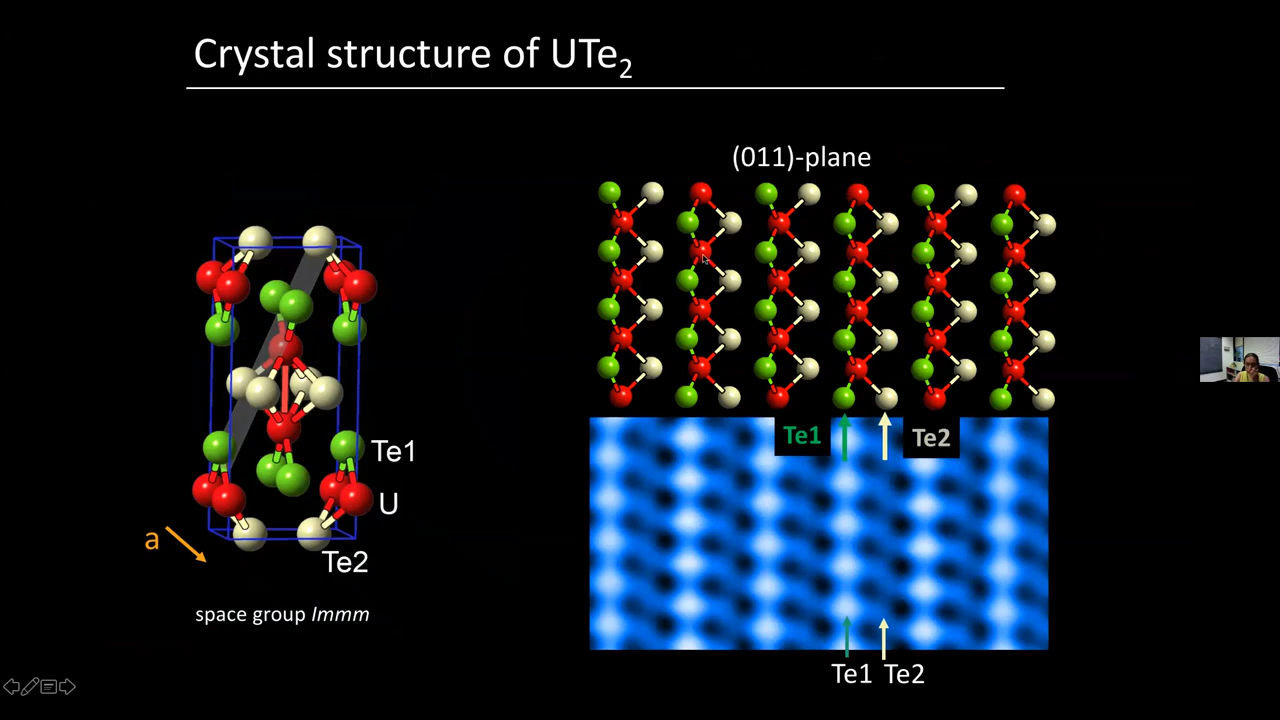 Crystal structure of UTe2
(011)-plane
Te1
Te2
Te1
U
a
Te2
space group Immm
Te1 Te2